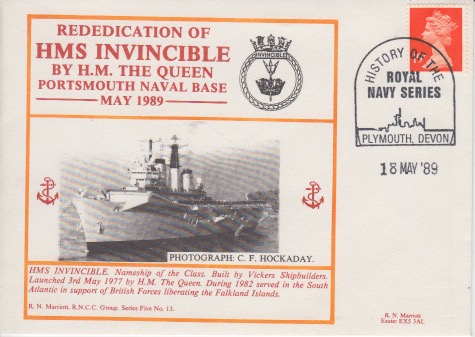 REDEDICATION OF
HMS INVINCIBLE
BY H.M. THE QUEEN
PORTSMOUTH NAVAL BASE
MAY 1989
INVINCIBLE
HISTORY OF THE
ROYAL
NAVY SERIES
PLYMOUTH, DEVON
18 MAY '89
PHOTOGRAPH: C. F. HOCKADAY.
HMS INVINCIBLE. Nameship of the Class. Built by Vickers Shipbuilders.
Launched 3rd May 1977 by H.M. The Queen. During 1982 served in the South
Atlantic in support of British Forces liberating the Falkland Islands.
R. N. Marriott. R.N.C.C. Group. Series Five No. 13.
R. N. Marriott
Exeter EX5 3AL